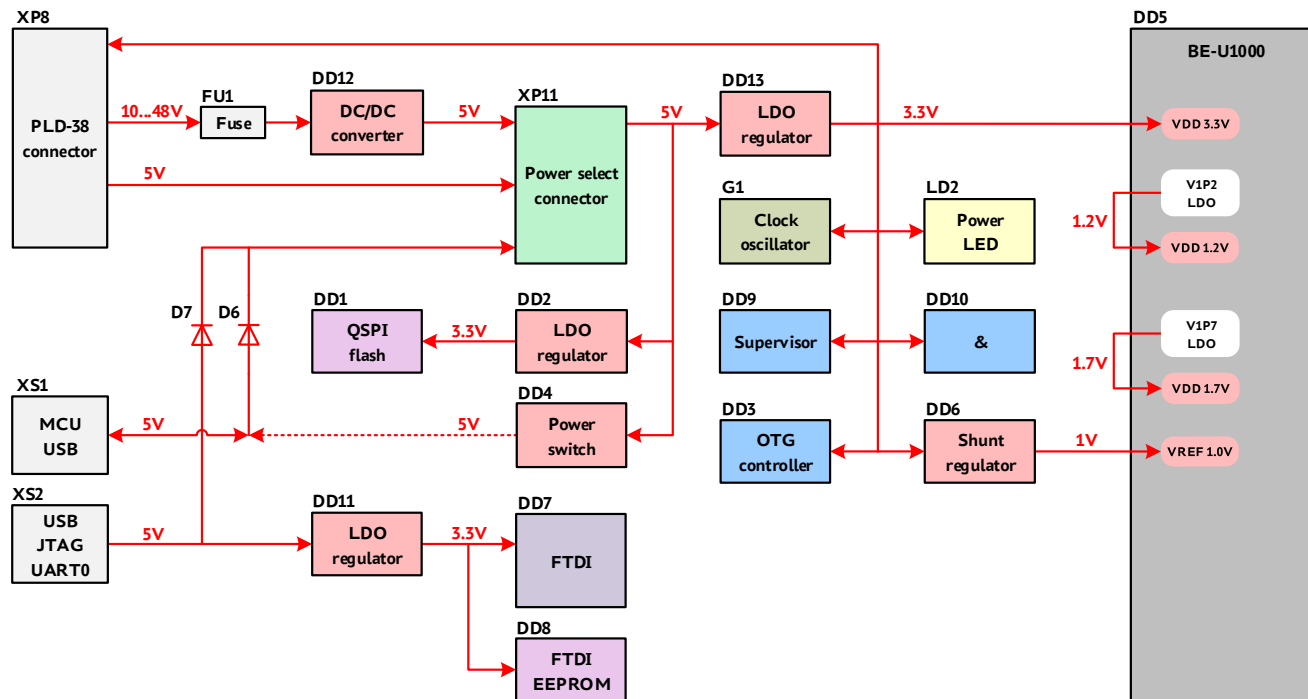 XP8
PLD-38
connector
10...48V
FU1
Fuse
DD12
DC/DC
converter
5V
XP11
Power select
connector
5V
5V
DD13
LDO
regulator
3.3V
DD5
BE-U1000
VDD 3.3V
V1P2
LDO
1.2V
VDD 1.2V
V1P7
LDO
1.7V
VDD 1.7V
VREF 1.0V
G1
Clock
oscillator
LD2
Power
LED
D7
D6
DD1
QSPI
flash
3.3V
DD2
LDO
regulator
DD9
Supervisor
DD10
&
XS1
MCU
USB
5V
5V
DD4
Power
switch
DD3
OTG
controller
DD6
Shunt
regulator
1V
XS2
USB
JTAG
UART0
5V
DD11
LDO
regulator
3.3V
DD7
FTDI
DD8
FTDI
EEPROM